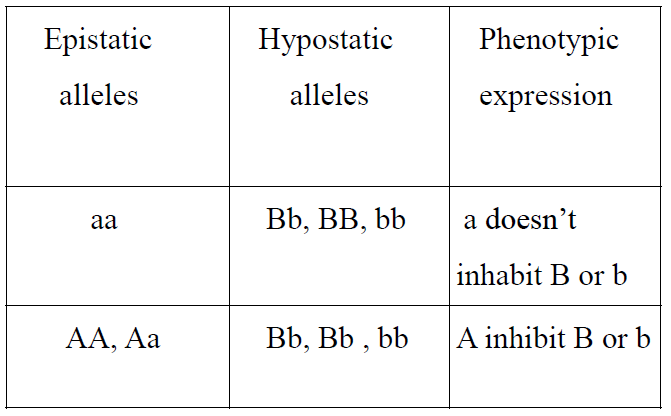 Epistatic alleles
Hypostatic alleles
Phenotypic expression
aa
Bb, BB, bb
a doesn’t
inhabit B or b
AA, Aa
Bb, Bb , bb
A inhibit B or b